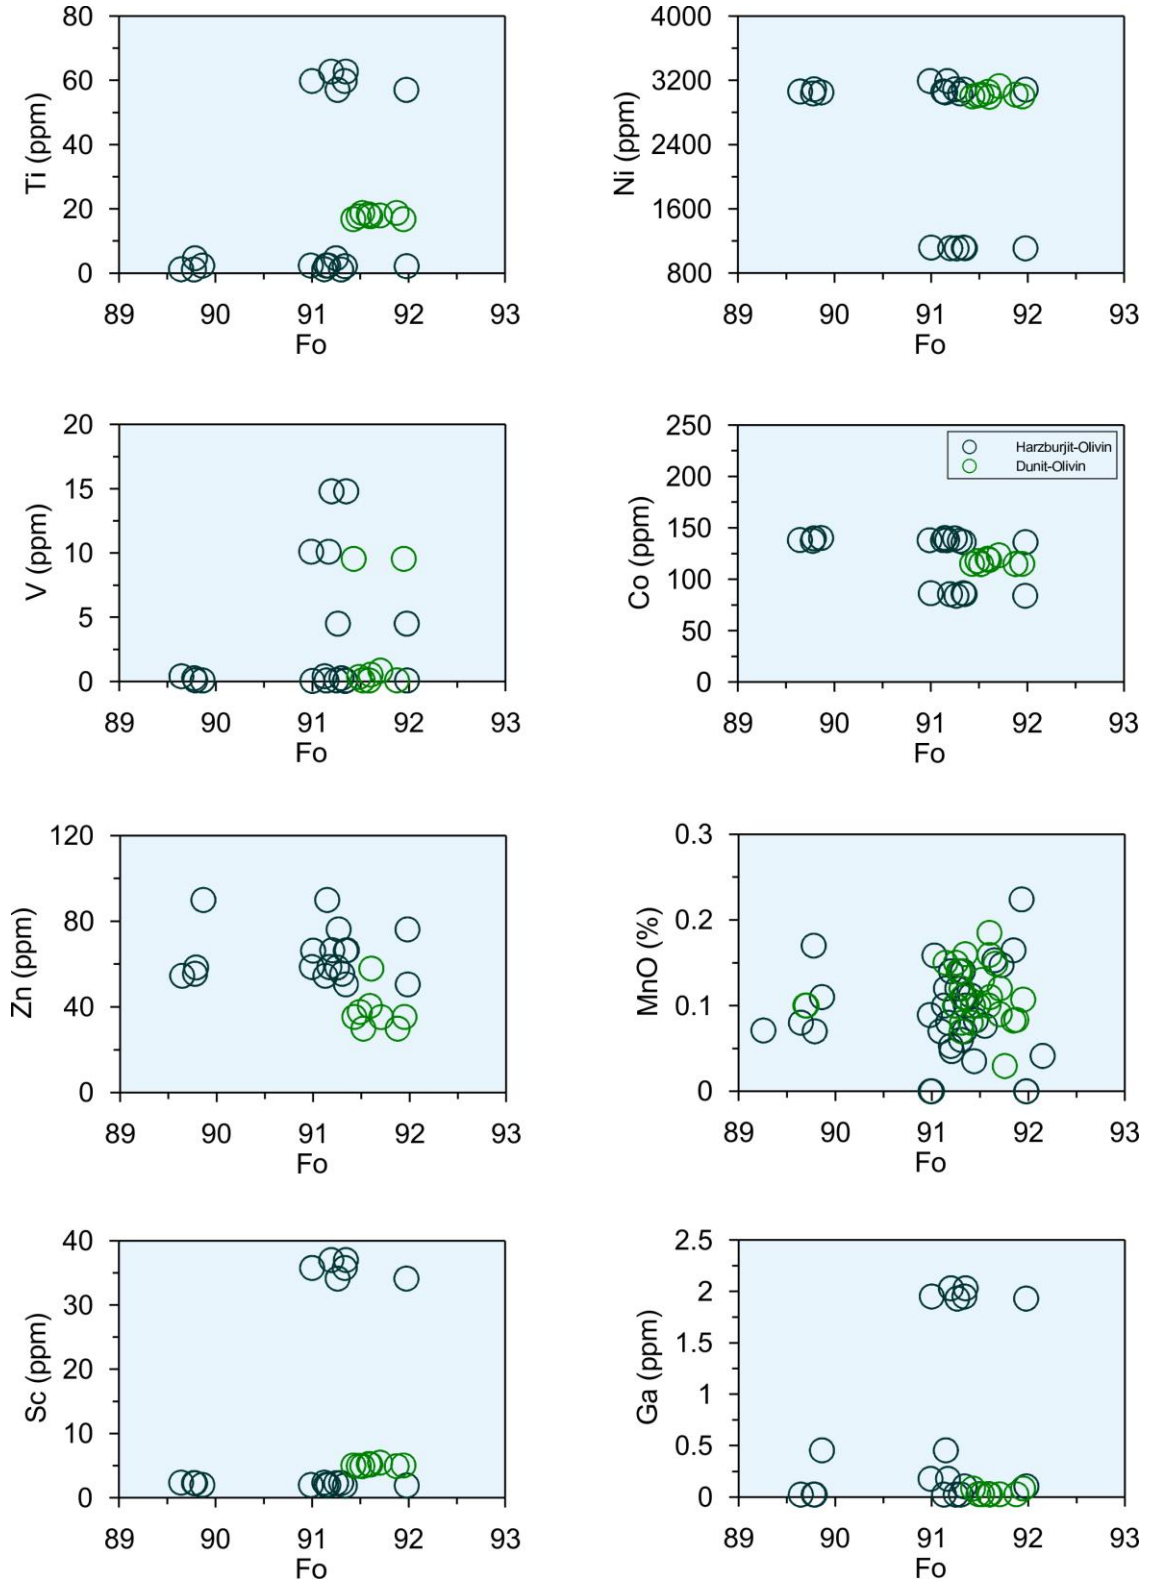 80
60
40
20
0
Ti (ppm)
89 90 91 92 93
Fo
4000
3200
2400
1600
800
Ni (ppm)
89 90 91 92 93
Fo
20
15
10
5
0
V (ppm)
89 90 91 92 93
Fo
250
200
150
100
50
0
Co (ppm)
Harzburjit-Olivin
Dunit-Olivin
89 90 91 92 93
Fo
120
80
40
0
Zn (ppm)
89 90 91 92 93
Fo
0.3
0.2
0.1
0
MnO (%)
89 90 91 92 93
Fo
40
30
20
10
0
Sc (ppm)
89 90 91 92 93
Fo
2.5
2
1.5
1
0.5
0
Ga (ppm)
89 90 91 92 93
Fo